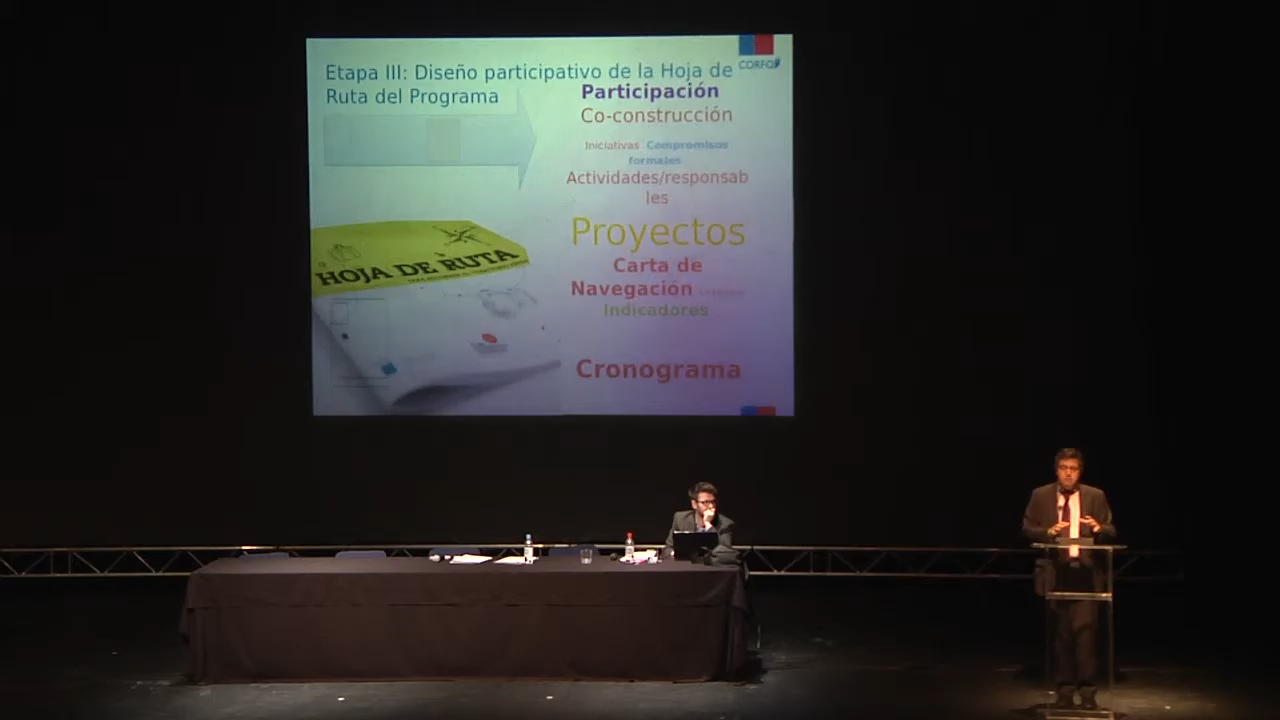 Etapa III: Diseño participativo de la Hoja de
Ruta del Programa
CORFO
Participación
Co-construcción
Iniciativas Compromisos
formales
Actividades/responsab
les
Proyectos
Carta de
Navegación
Indicadores
Cronograma
HOJA DE RUTA